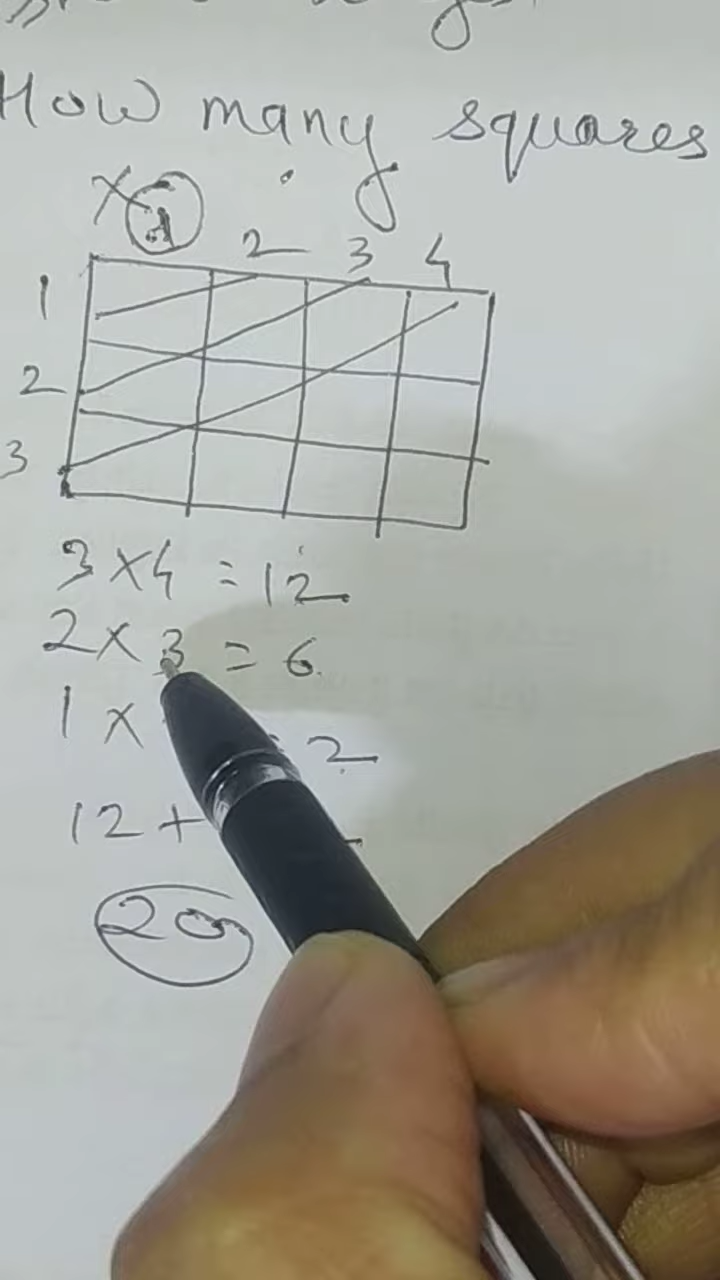 How many squares
X 1
2 3 4
1
2
3
3 x 4 = 12
2 x 3 = 6
1 x 2
12 +
20